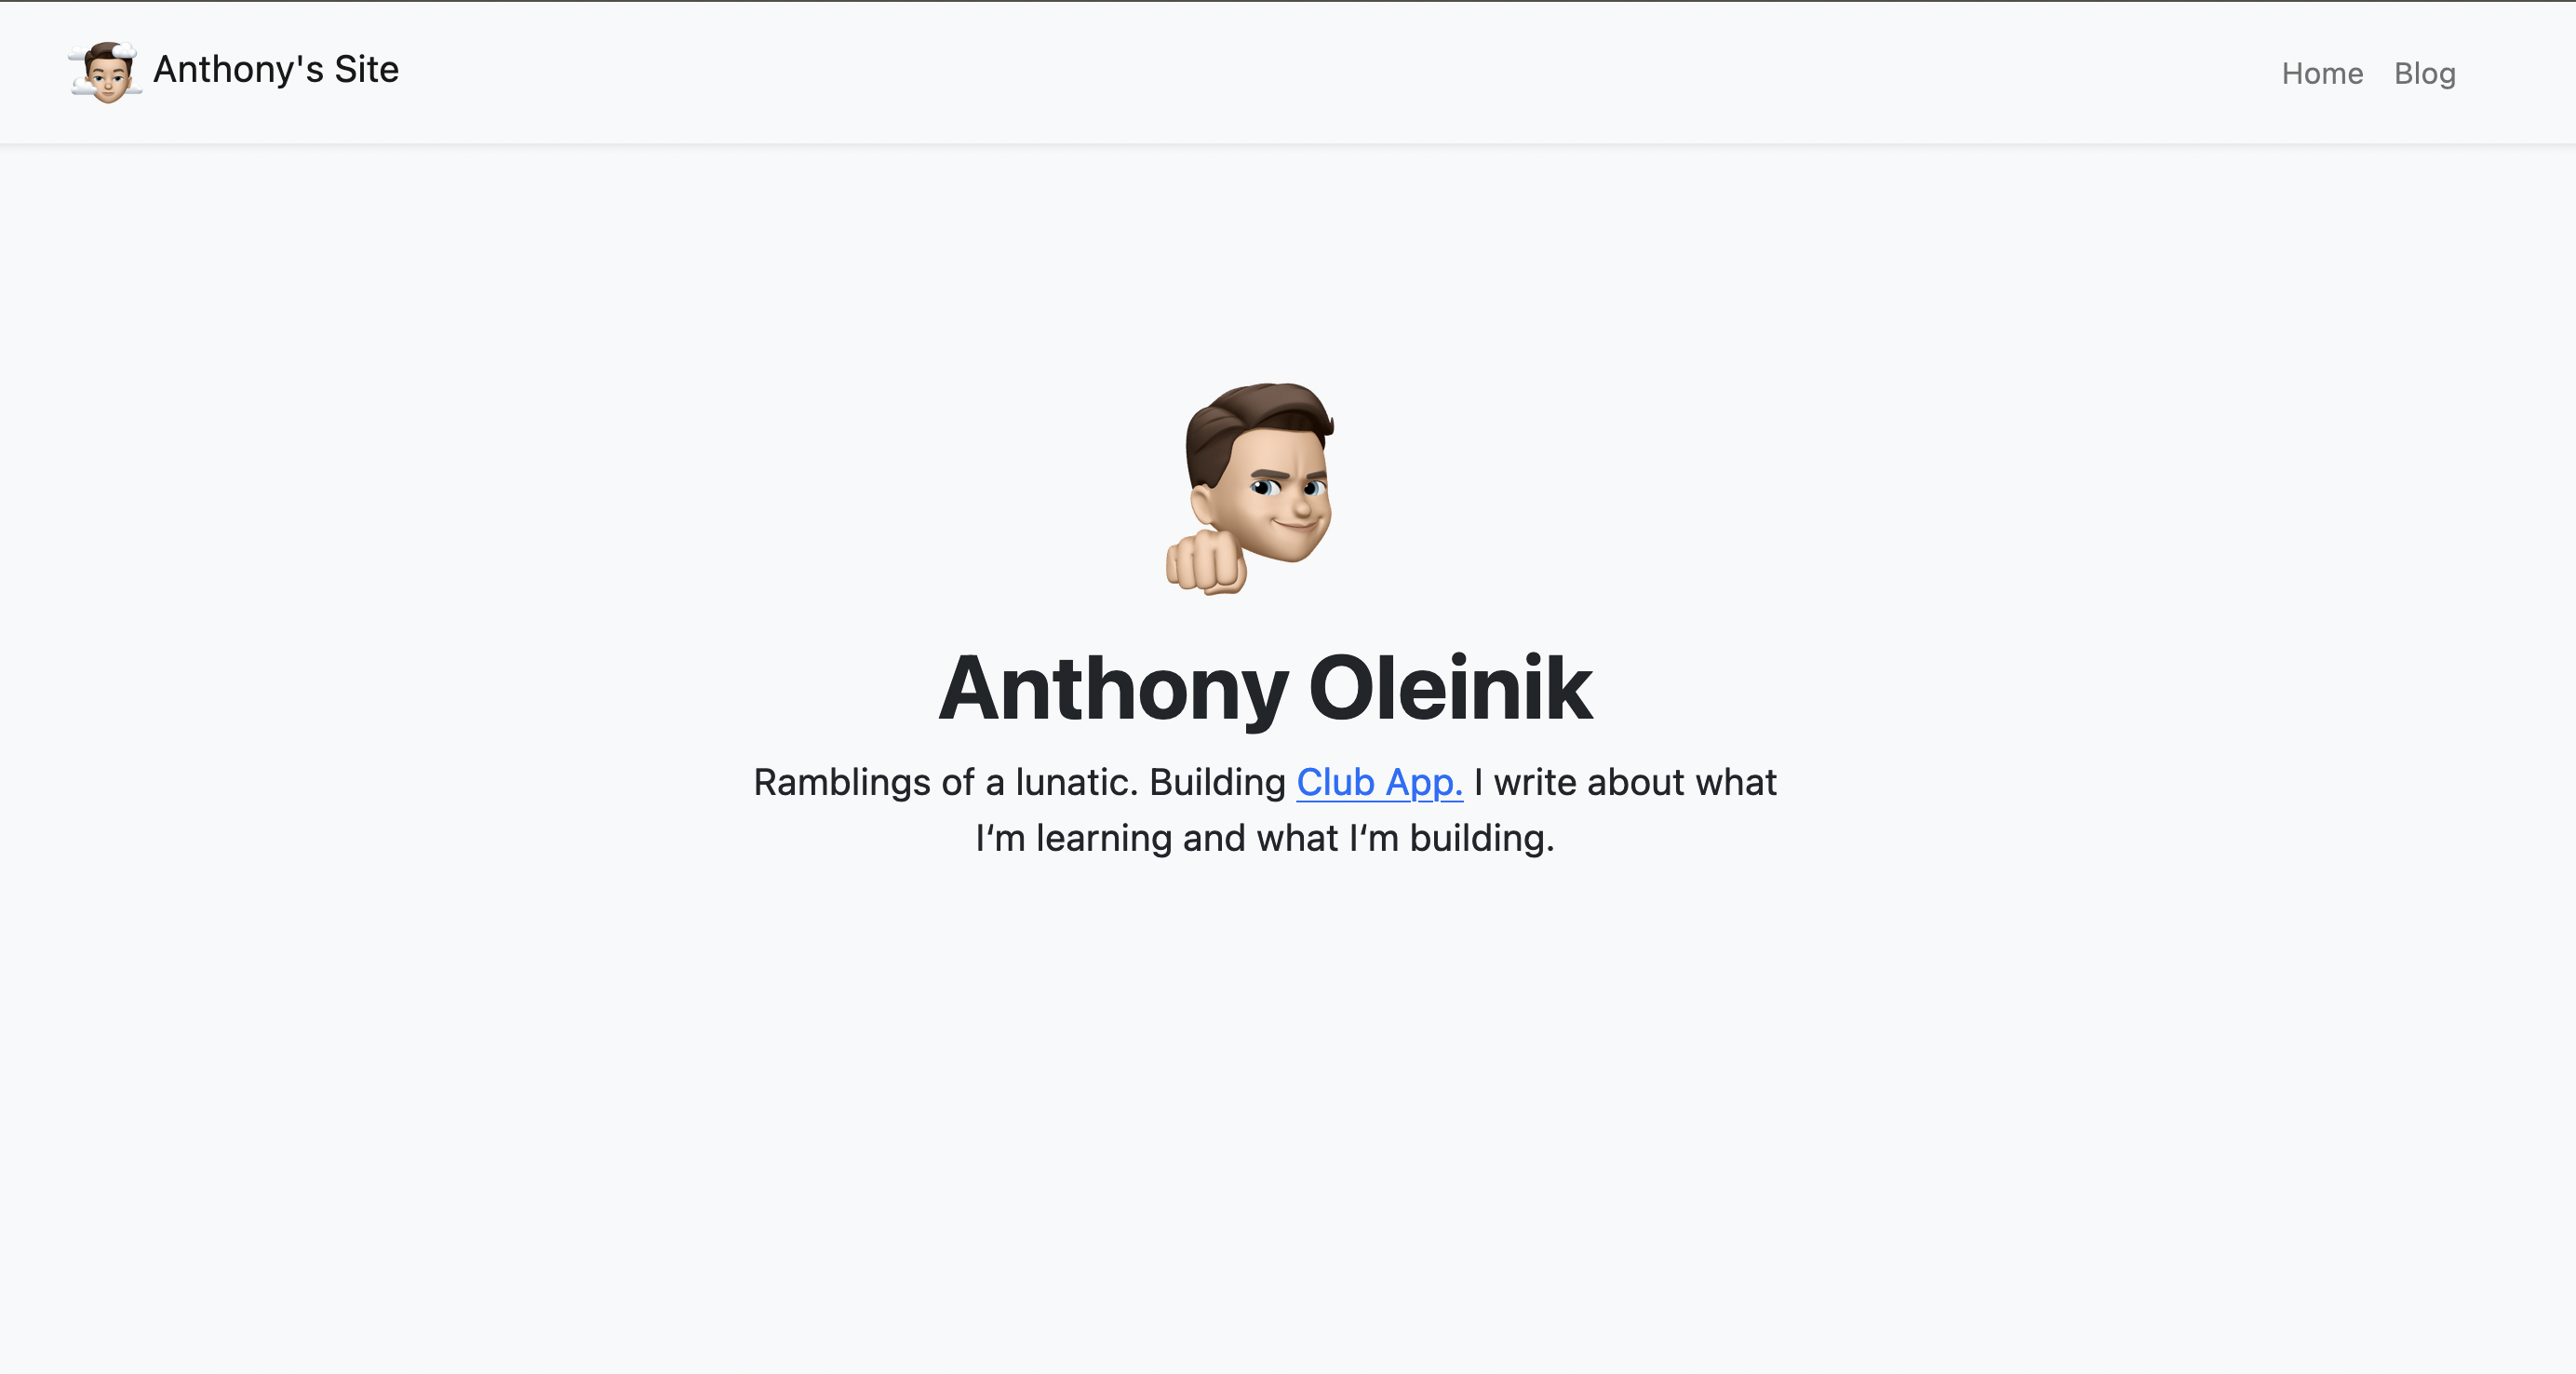 Anthony's Site
Home Blog
Anthony Oleinik
Ramblings of a lunatic. Building Club App. I write about what
I‘m learning and what I‘m building.